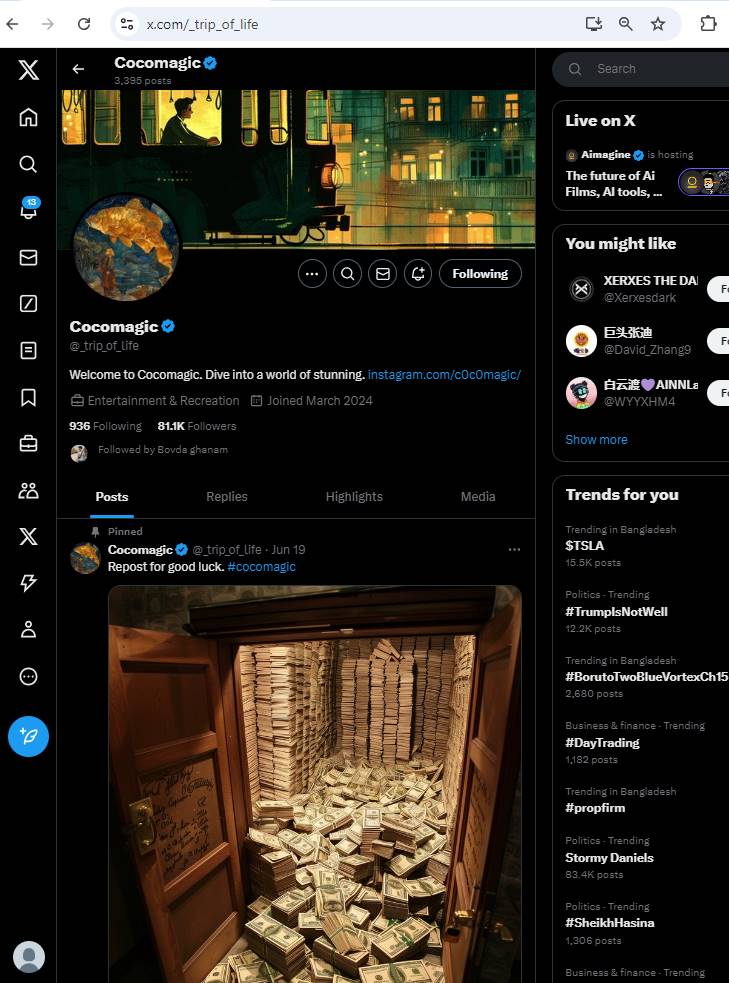 x.com/_trip_of_life
Cocomagic
3,395 posts
Following
Cocomagic
@_trip_of_life
Welcome to Cocomagic. Dive into a world of stunning. instagram.com/c0c0magic/
Entertainment & Recreation Joined March 2024
936 Following 81.1K Followers
Followed by Bovda ghanam
Posts Replies Highlights Media
Pinned
Cocomagic @_trip_of_life · Jun 19
Repost for good luck. #cocomagic
13
Search
Live on X
Aimagine is hosting
The future of Ai
Films, AI tools, ...
You might like
XERXES THE DA
@Xerxesdark
Fo
巨头张迪
@David_Zhang9
Fo
白云渡💜AINNLa
@WYYXHM4
Fo
Show more
Trends for you
Trending in Bangladesh
$TSLA
15.5K posts
Politics · Trending
#TrumpIsNotWell
12.2K posts
Trending in Bangladesh
#BorutoTwoBlueVortexCh15
2,680 posts
Business & finance · Trending
#DayTrading
1,182 posts
Trending in Bangladesh
#propfirm
Politics · Trending
Stormy Daniels
83.4K posts
Politics · Trending
#SheikhHasina
1,306 posts
Business & finance · Trending